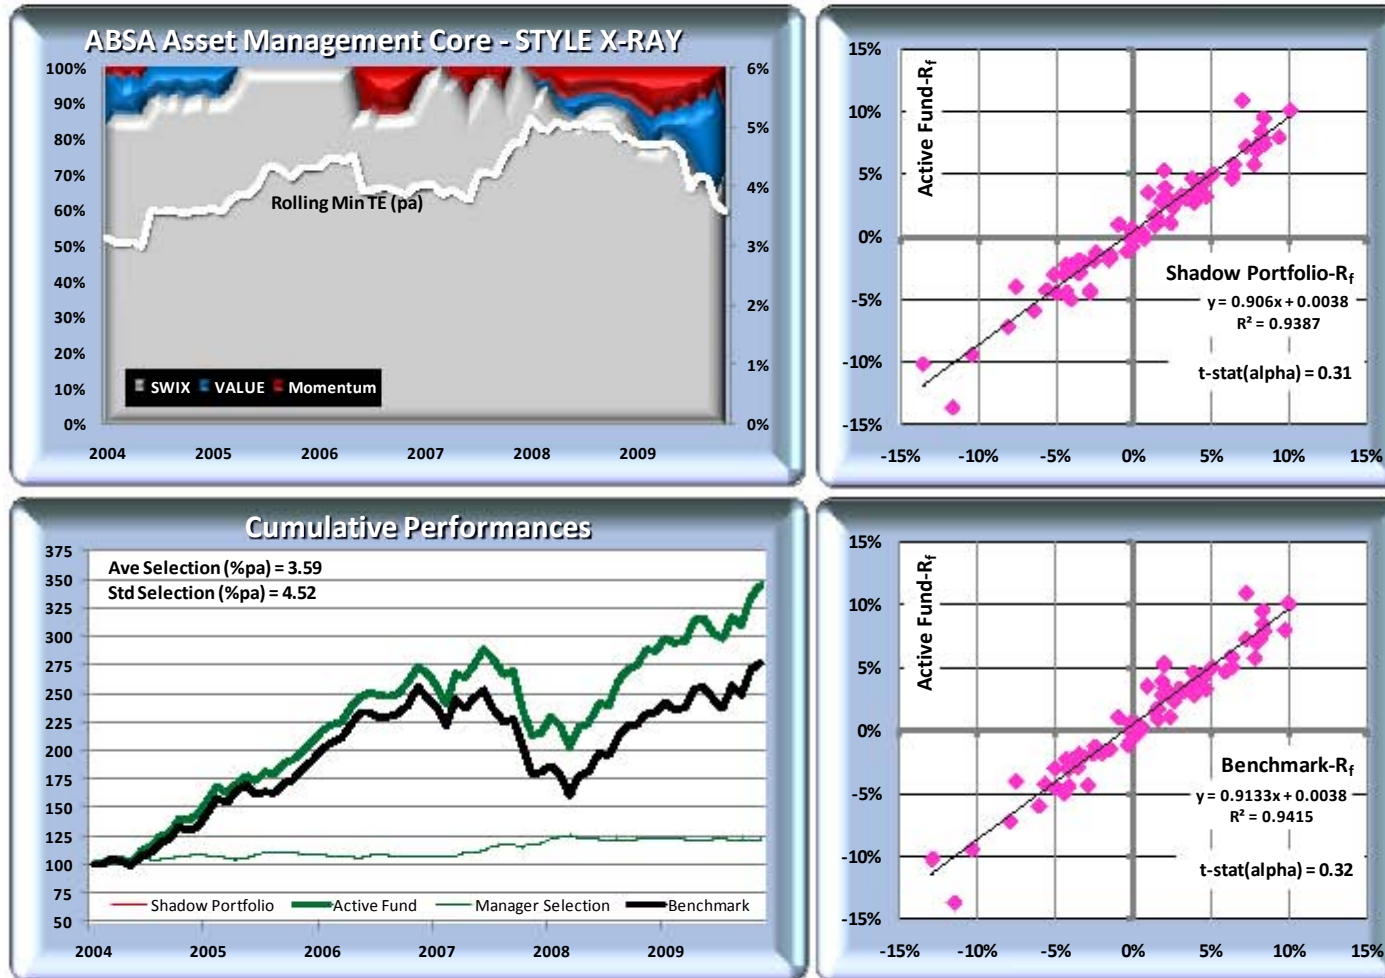 ABSA Asset Management Core - STYLE X-RAY
100%
90%
80%
70%
60%
50%
40%
30%
20%
10%
0%
6%
5%
4%
3%
2%
1%
0%
Rolling Min TE (pa)
SWIX VALUE Momentum
2004 2005 2006 2007 2008 2009
15%
10%
5%
0%
-5%
-10%
-15%
Active Fund-Rf
Shadow Portfolio-Rf
y = 0.906x + 0.0038
R² = 0.9387
t-stat(alpha) = 0.31
-15% -10% -5% 0% 5% 10% 15%
Cumulative Performances
375
350
325
300
275
250
225
200
175
150
125
100
75
50
Ave Selection (%pa) = 3.59
Std Selection (%pa) = 4.52
Shadow Portfolio Active Fund Manager Selection Benchmark
2004 2005 2006 2007 2008 2009
15%
10%
5%
0%
-5%
-10%
-15%
Active Fund-Rf
Benchmark-Rf
y = 0.9133x + 0.0038
R² = 0.9415
t-stat(alpha) = 0.32
-15% -10% -5% 0% 5% 10% 15%